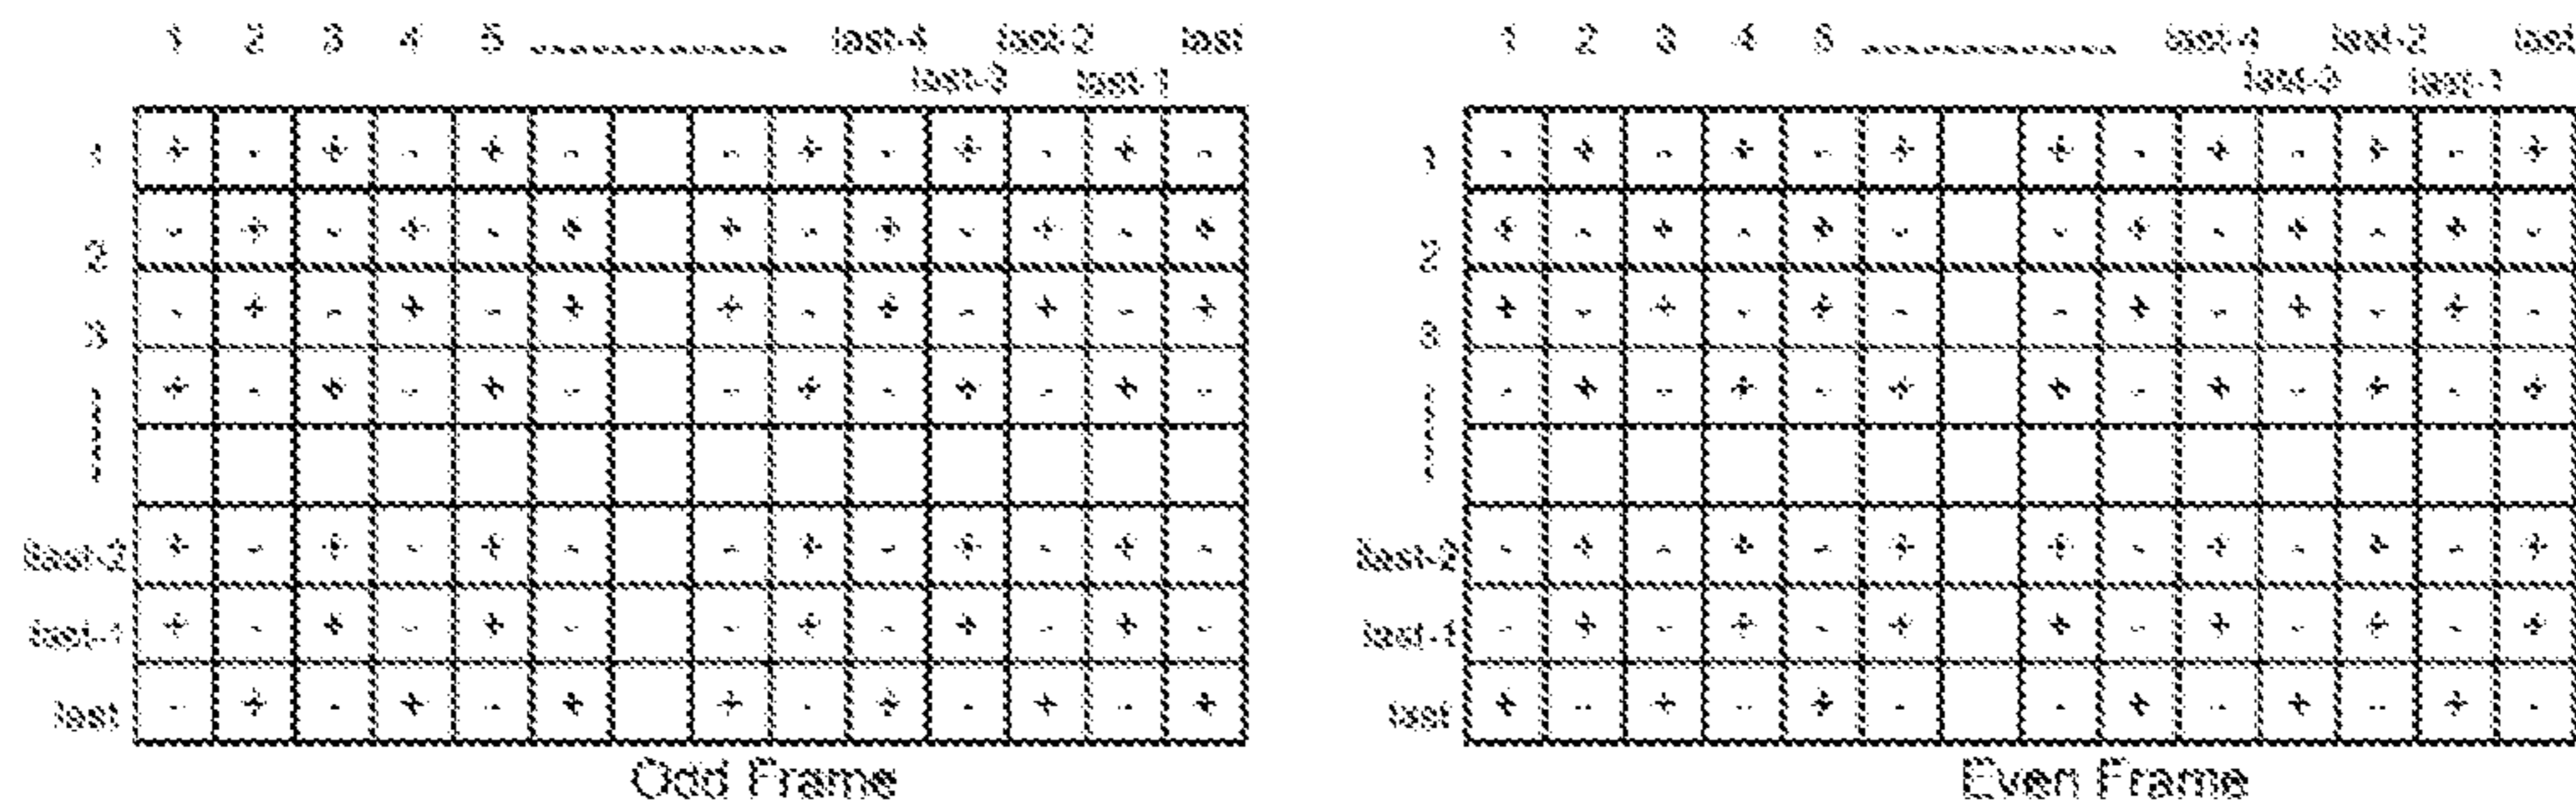 1 2 3 4 5 .................. last-4 last-2 last
last-3 last-1
1 + - + - + - - + - + - + -
2 - + - + - + + - + - + - +
3 - + - + - + + - + - + - +
+ - + - + - - + - + - + -
last-2 + - + - + - - + - + - + -
last-1 + - + - + - - + - + - + -
last - + - + - + + - + - + - +
Odd Frame
1 2 3 4 5 .................. last-4 last-2 last
last-3 last-1
1 - + - + - + + - + - + - +
2 + - + - + - - + - + - + -
3 + - + - + - - + - + - + -
- + - + - + + - + - + - +
last-2 - + - + - + + - + - + - +
last-1 - + - + - + + - + - + - +
last + - + - + - - + - + - + -
Even Frame